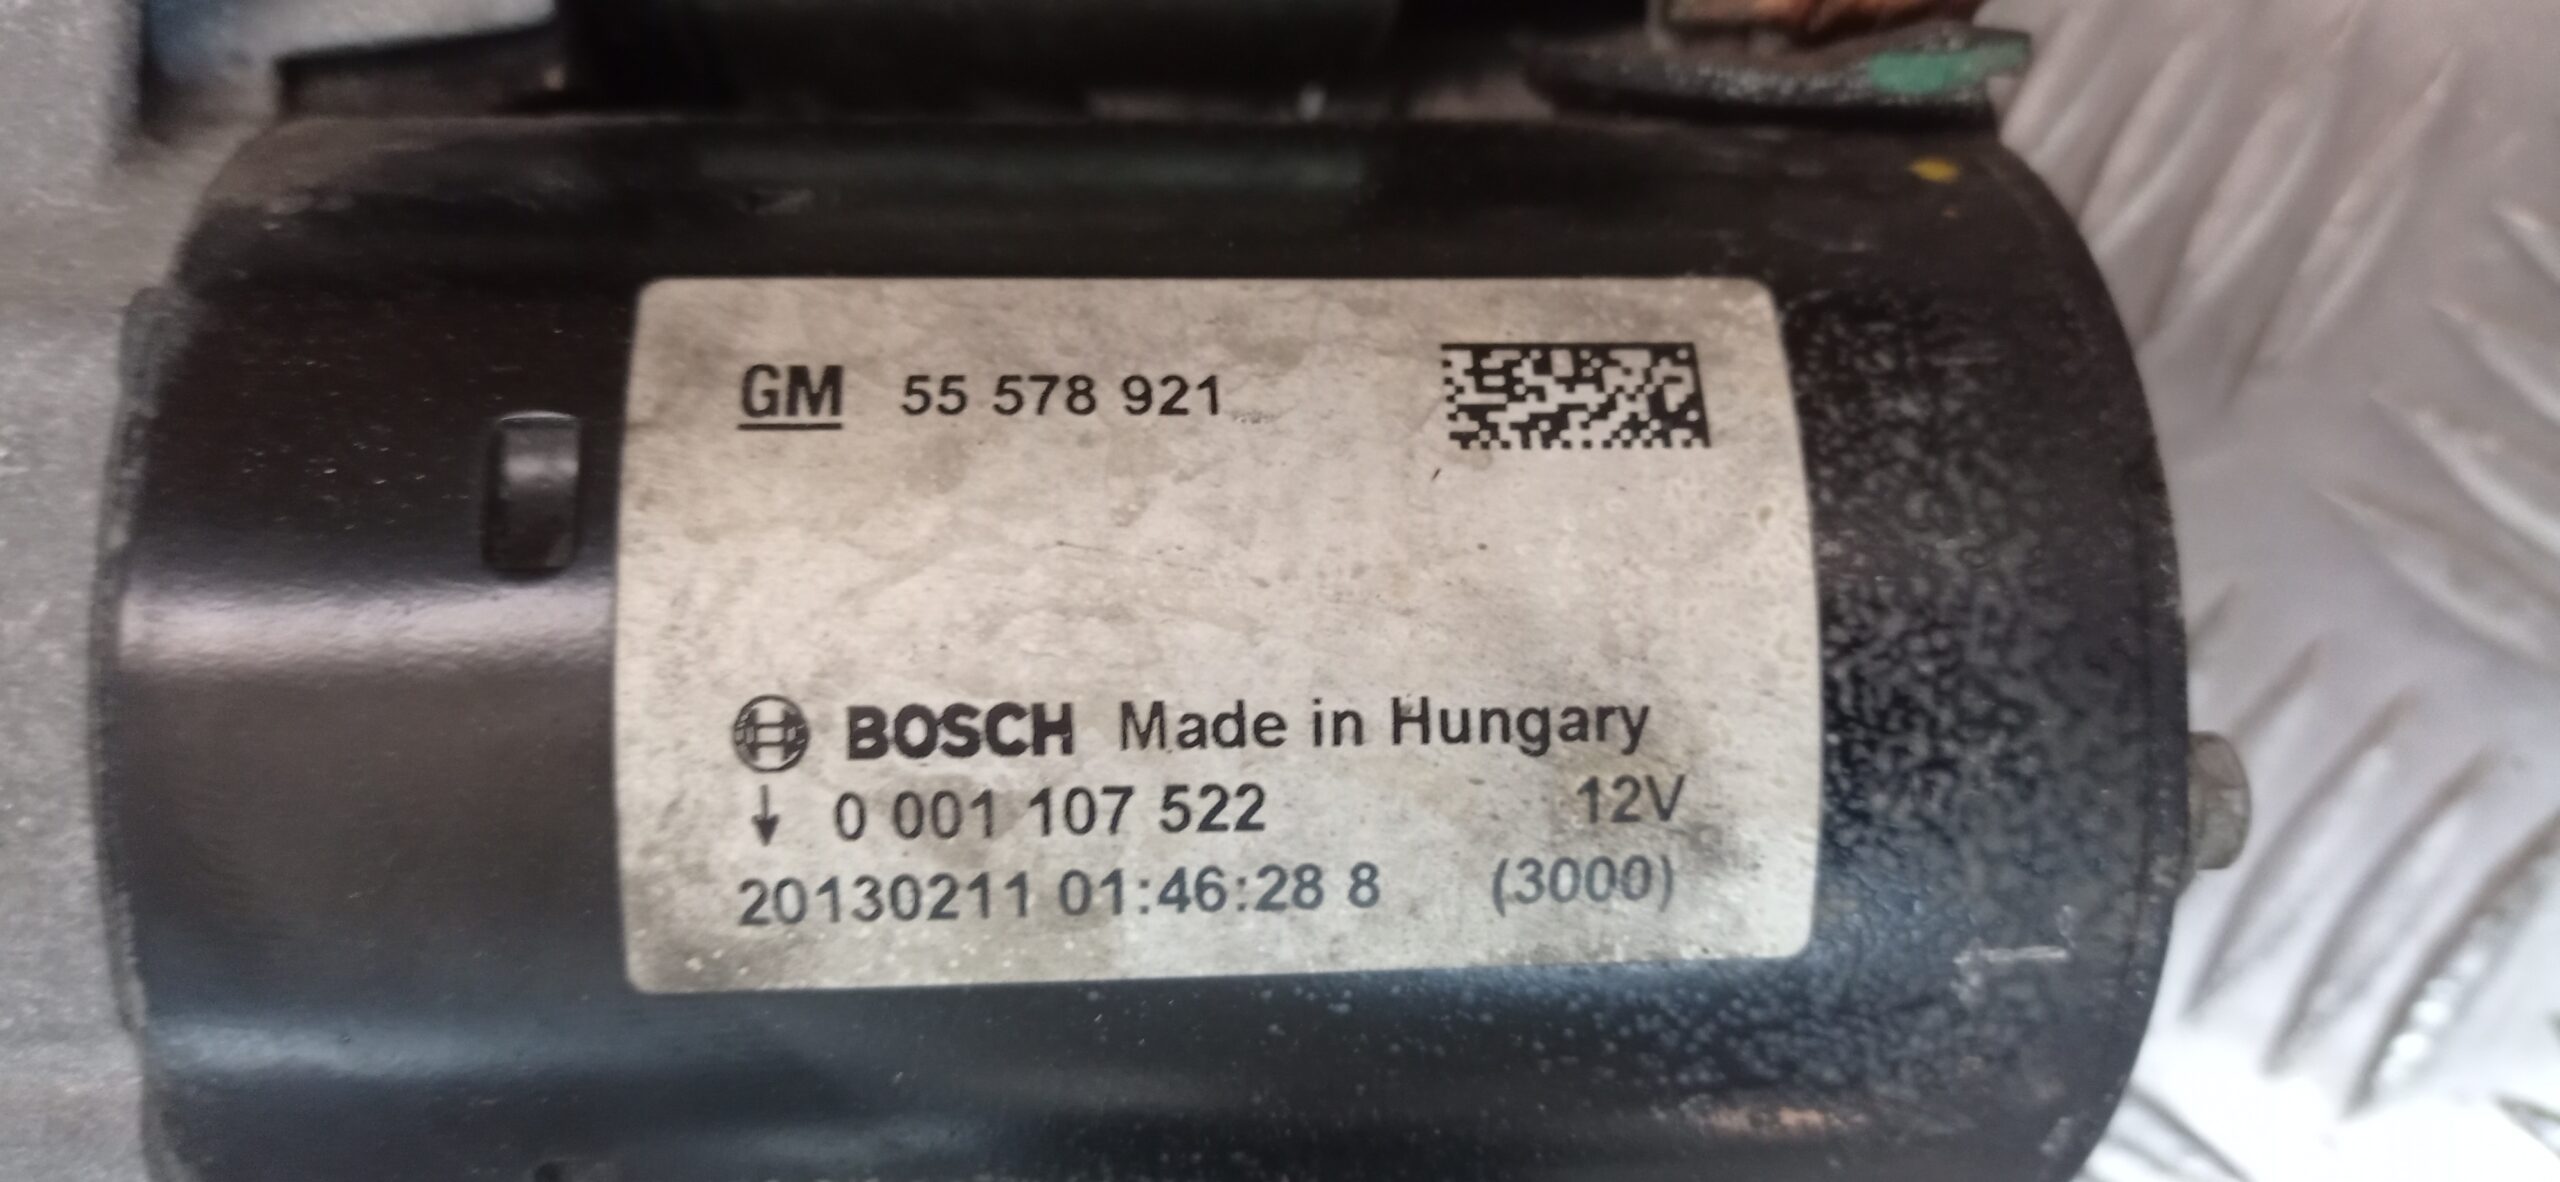 GM 55 578 921
BOSCH Made in Hungary
↓ 0 001 107 522 12V
20130211 01:46:28 8 (3000)